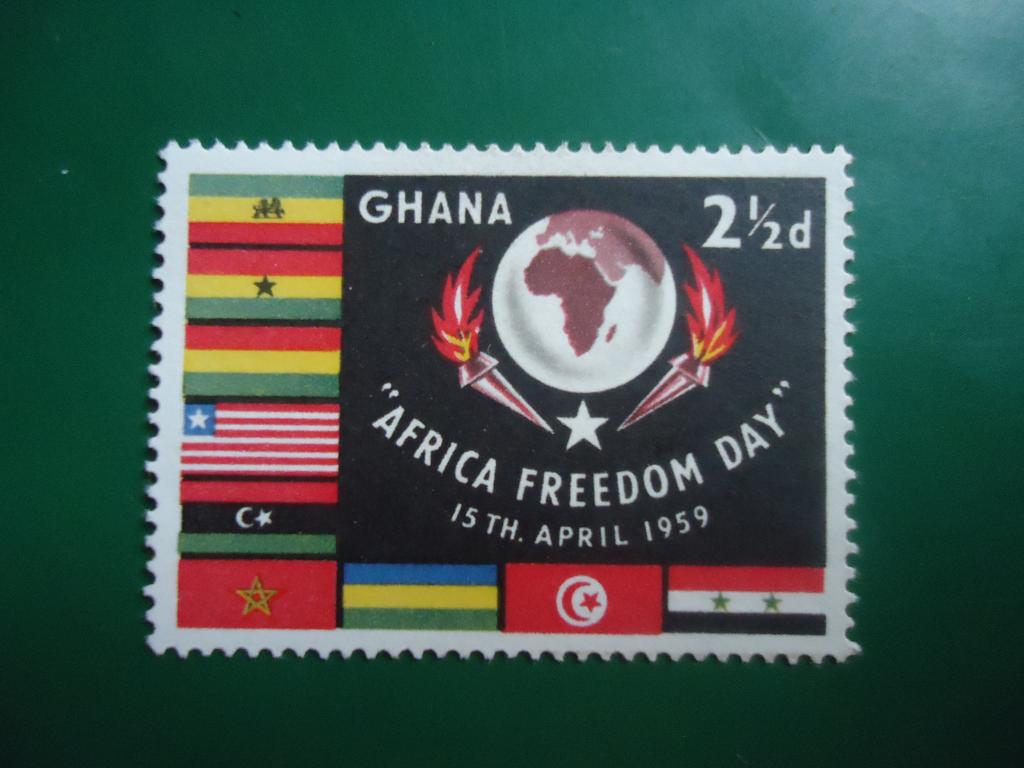 GHANA
2½d
"AFRICA FREEDOM DAY"
15TH. APRIL 1959